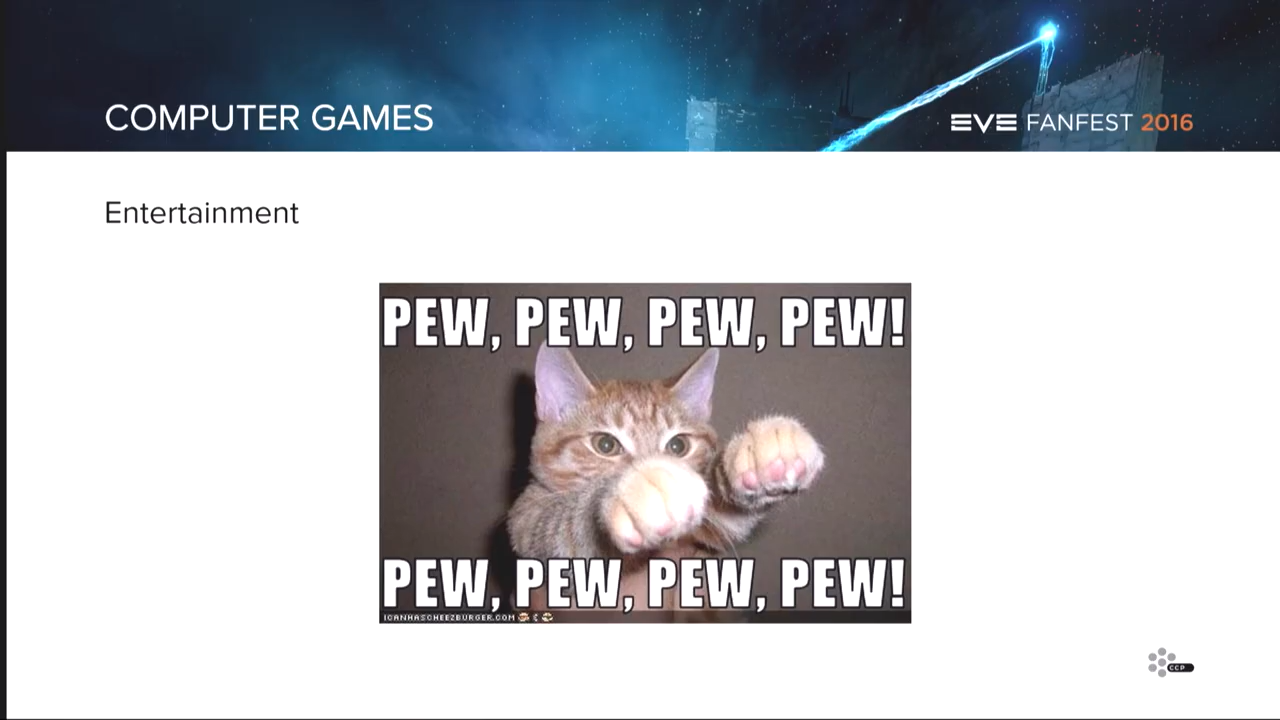 COMPUTER GAMES
EVE FANFEST 2016
Entertainment
PEW, PEW, PEW, PEW!
PEW, PEW, PEW, PEW!
ICANHASCHEEZBURGER.COM
CCP